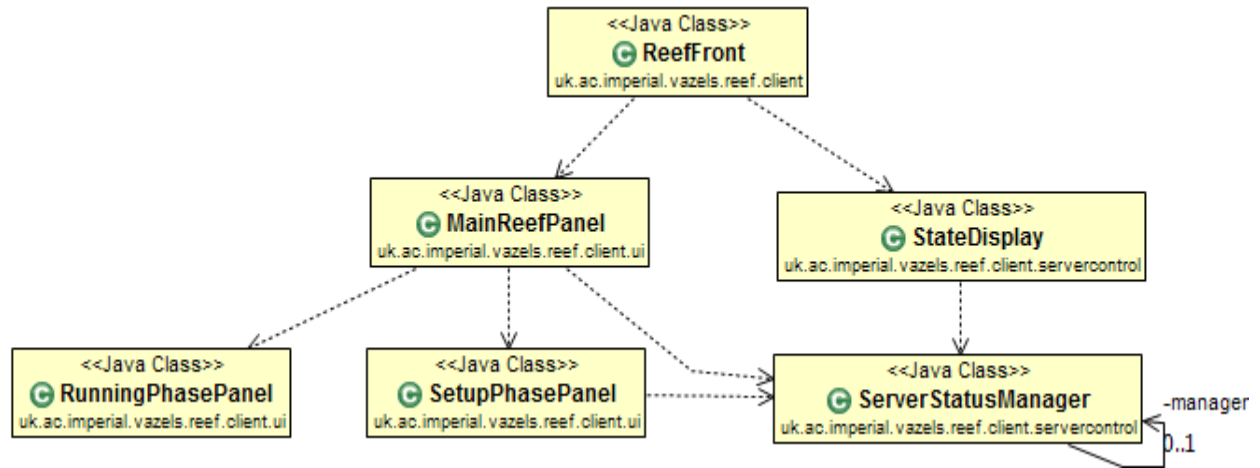 <<Java Class>>
C ReefFront
uk.ac.imperial.vazels.reef.client
<<Java Class>>
C MainReefPanel
uk.ac.imperial.vazels.reef.client.ui
<<Java Class>>
C StateDisplay
uk.ac.imperial.vazels.reef.client.servercontrol
<<Java Class>>
C RunningPhasePanel
uk.ac.imperial.vazels.reef.client.ui
<<Java Class>>
C SetupPhasePanel
uk.ac.imperial.vazels.reef.client.ui
<<Java Class>>
C ServerStatusManager
uk.ac.imperial.vazels.reef.client.servercontrol
-manager
0..1